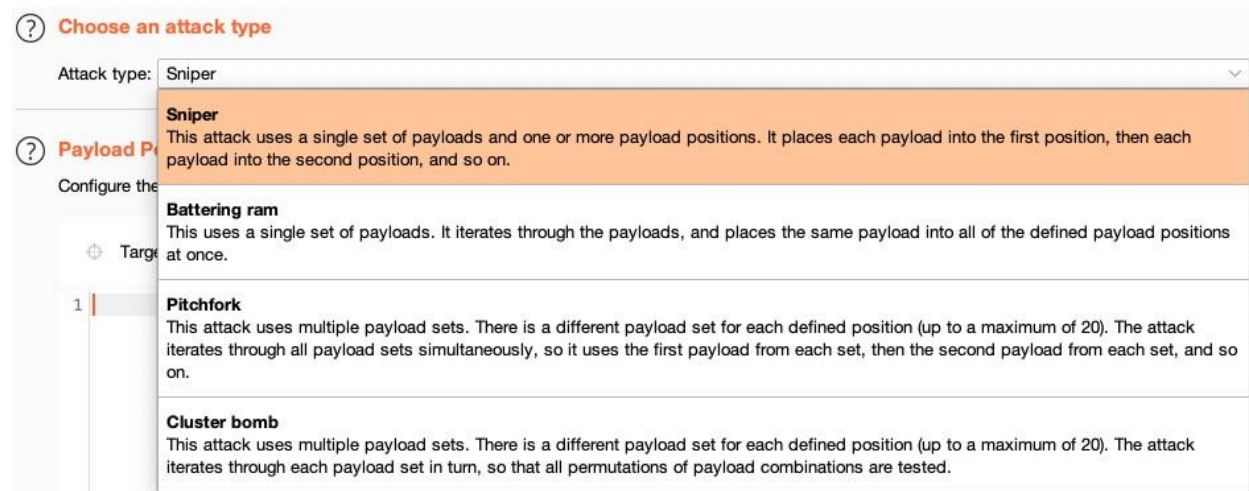 ? Choose an attack type
Attack type: Sniper
Sniper
This attack uses a single set of payloads and one or more payload positions. It places each payload into the first position, then each
payload into the second position, and so on.
? Payload P
Configure the
Battering ram
This uses a single set of payloads. It iterates through the payloads, and places the same payload into all of the defined payload positions
at once.
Targe
1
Pitchfork
This attack uses multiple payload sets. There is a different payload set for each defined position (up to a maximum of 20). The attack
iterates through all payload sets simultaneously, so it uses the first payload from each set, then the second payload from each set, and so
on.
Cluster bomb
This attack uses multiple payload sets. There is a different payload set for each defined position (up to a maximum of 20). The attack
iterates through each payload set in turn, so that all permutations of payload combinations are tested.